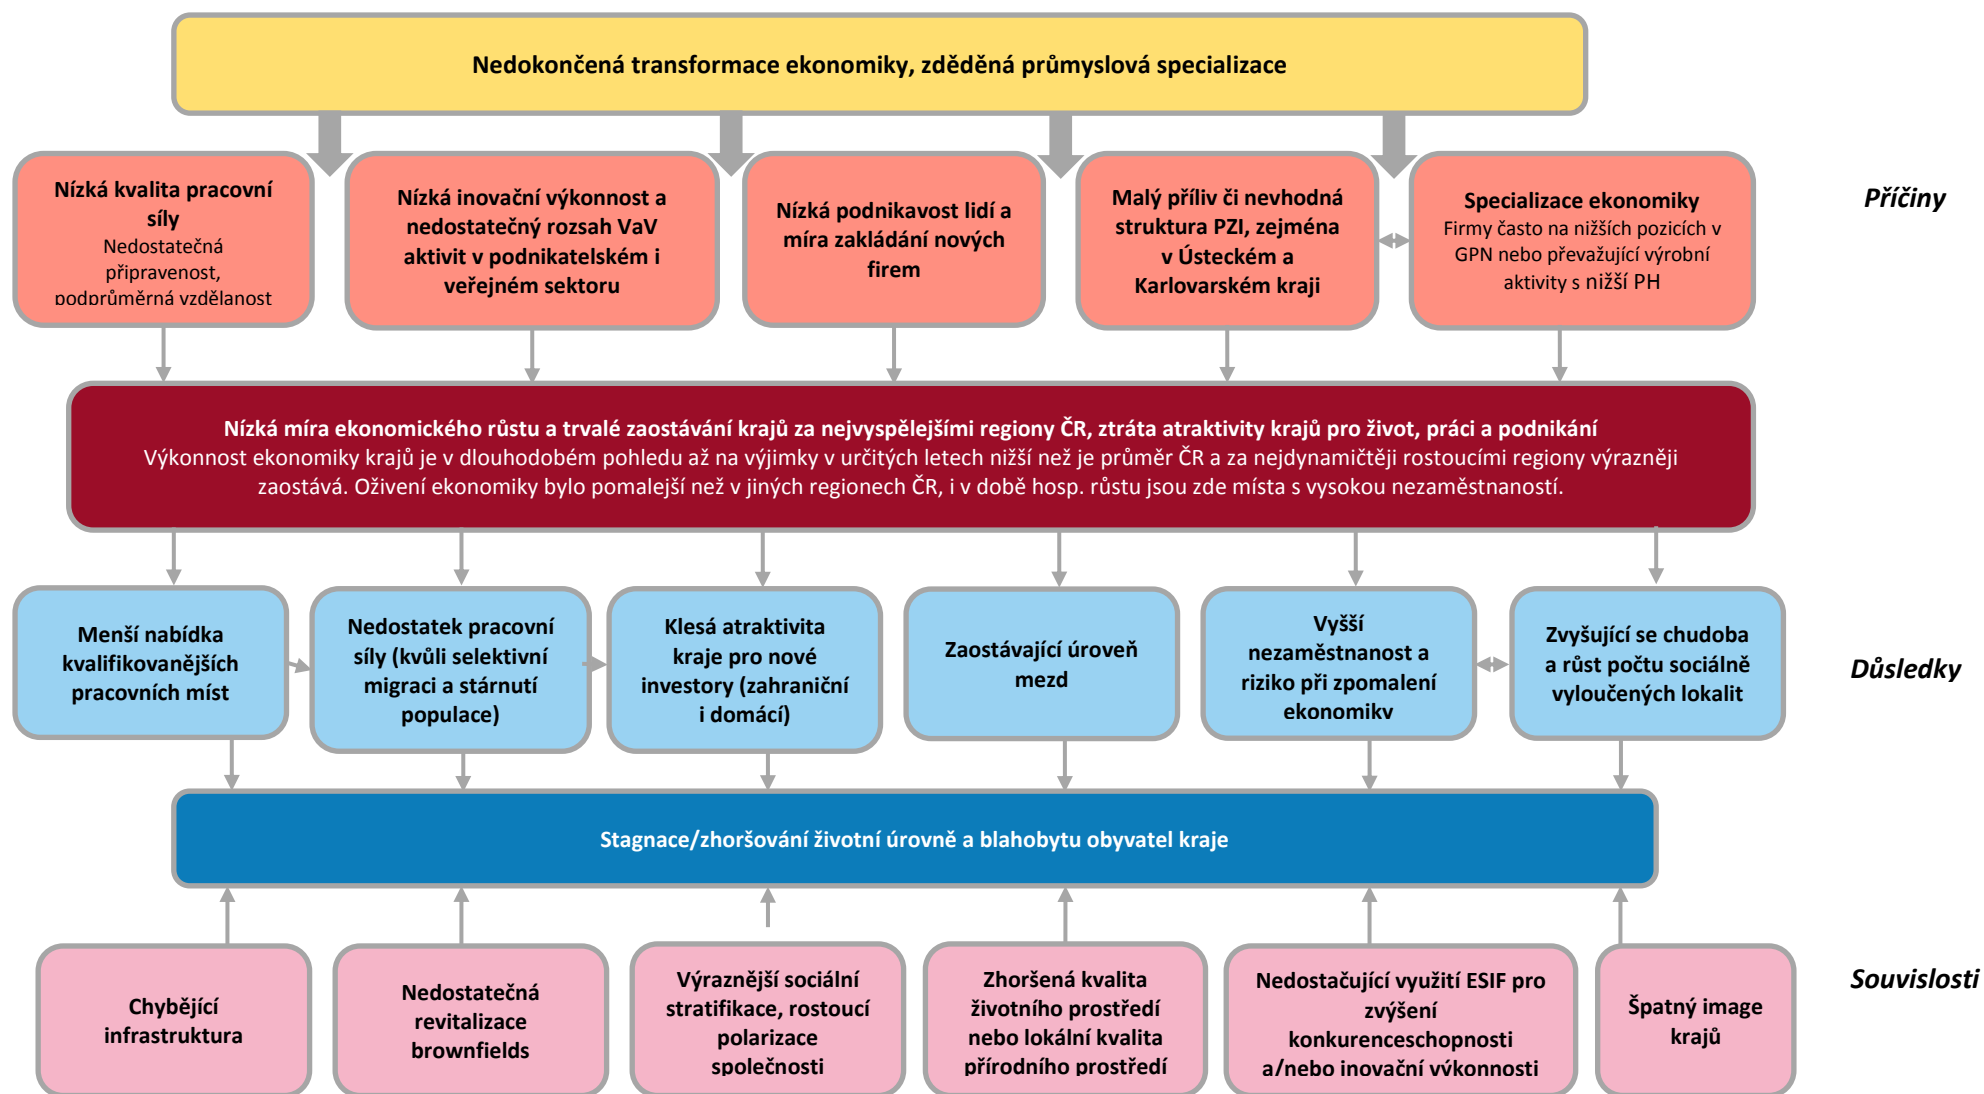 Nedokončená transformace ekonomiky, zděděná průmyslová specializace
Nízká kvalita pracovní
síly
Nedostatečná
připravenost,
podprůměrná vzdělanost
Nízká inovační výkonnost a
nedostatečný rozsah VaV
aktivit v podnikatelském i
veřejném sektoru
Nízká podnikavost lidí a
míra zakládání nových
firem
Malý příliv či nevhodná
struktura PZI, zejména
v Ústeckém a
Karlovarském kraji
Specializace ekonomiky
Firmy často na nižších pozicích v
GPN nebo převažující výrobní
aktivity s nižší PH
Příčiny
Nízká míra ekonomického růstu a trvalé zaostávání krajů za nejvyspělejšími regiony ČR, ztráta atraktivity krajů pro život, práci a podnikání
Výkonnost ekonomiky krajů je v dlouhodobém pohledu až na výjimky v určitých letech nižší než je průměr ČR a za nejdynamičtěji rostoucími regiony výrazněji
zaostává. Oživení ekonomiky bylo pomalejší než v jiných regionech ČR, i v době hosp. růstu jsou zde místa s vysokou nezaměstnaností.
Menší nabídka
kvalifikovanějších
pracovních míst
Nedostatek pracovní
síly (kvůli selektivní
migraci a stárnutí
populace)
Klesá atraktivita
kraje pro nové
investory (zahraniční
i domácí)
Zaostávající úroveň
mezd
Vyšší
nezaměstnanost a
riziko při zpomalení
ekonomiky
Zvyšující se chudoba
a růst počtu sociálně
vyloučených lokalit
Důsledky
Stagnace/zhoršování životní úrovně a blahobytu obyvatel kraje
Chybějící
infrastruktura
Nedostatečná
revitalizace
brownfields
Výraznější sociální
stratifikace, rostoucí
polarizace
společnosti
Zhoršená kvalita
životního prostředí
nebo lokální kvalita
přírodního prostředí
Nedostačující využití ESIF pro
zvýšení
konkurenceschopnosti
a/nebo inovační výkonnosti
Špatný image
krajů
Souvislosti